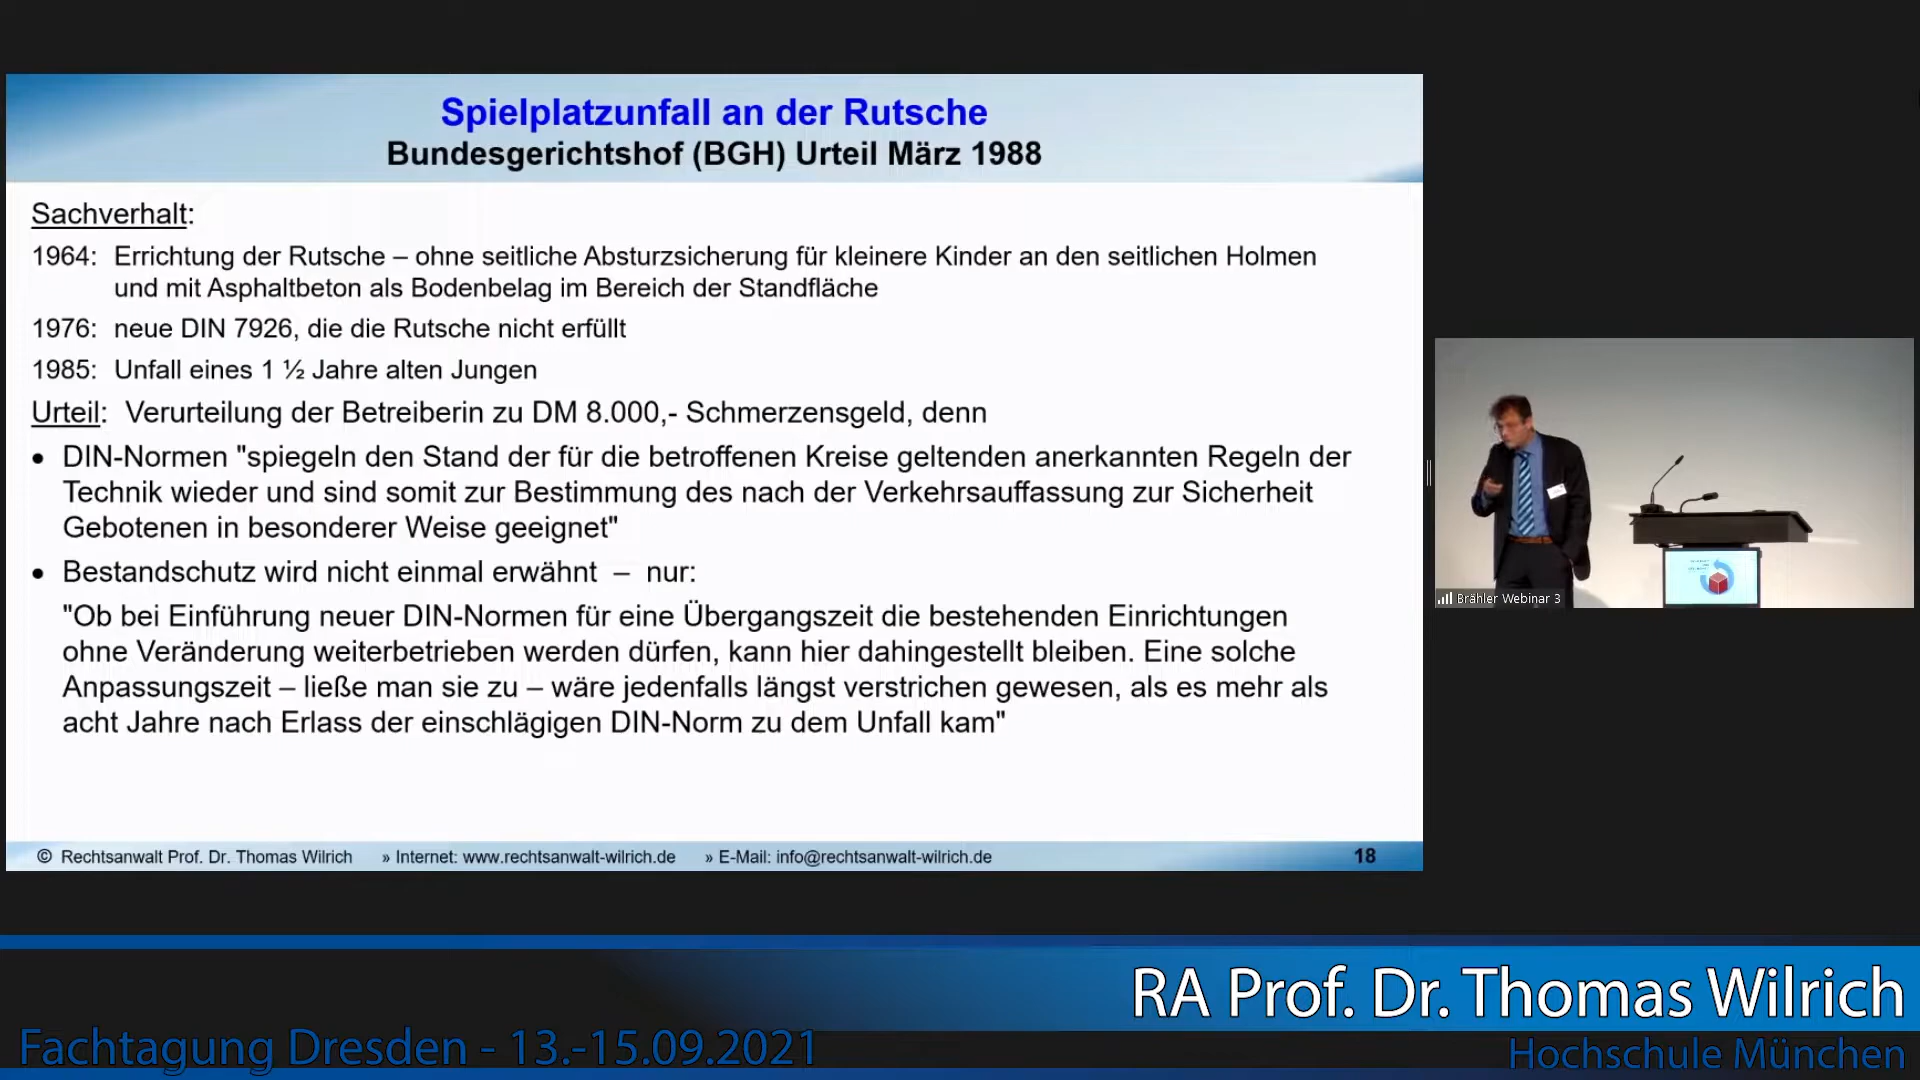 Spielplatzunfall an der Rutsche
Bundesgerichtshof (BGH) Urteil März 1988
Sachverhalt:
1964: Errichtung der Rutsche – ohne seitliche Absturzsicherung für kleinere Kinder an den seitlichen Holmen
und mit Asphaltbeton als Bodenbelag im Bereich der Standfläche
1976: neue DIN 7926, die die Rutsche nicht erfüllt
1985: Unfall eines 1 ½ Jahre alten Jungen
Urteil: Verurteilung der Betreiberin zu DM 8.000,- Schmerzensgeld, denn
• DIN-Normen "spiegeln den Stand der für die betroffenen Kreise geltenden anerkannten Regeln der
Technik wieder und sind somit zur Bestimmung des nach der Verkehrsauffassung zur Sicherheit
Gebotenen in besonderer Weise geeignet"
• Bestandschutz wird nicht einmal erwähnt – nur:
"Ob bei Einführung neuer DIN-Normen für eine Übergangszeit die bestehenden Einrichtungen
ohne Veränderung weiterbetrieben werden dürfen, kann hier dahingestellt bleiben. Eine solche
Anpassungszeit – ließe man sie zu – wäre jedenfalls längst verstrichen gewesen, als es mehr als
acht Jahre nach Erlass der einschlägigen DIN-Norm zu dem Unfall kam"
© Rechtsanwalt Prof. Dr. Thomas Wilrich » Internet: www.rechtsanwalt-wilrich.de » E-Mail: info@rechtsanwalt-wilrich.de 18
Brähler Webinar 3
RA Prof. Dr. Thomas Wilrich
Fachtagung Dresden - 13.-15.09.2021
Hochschule München